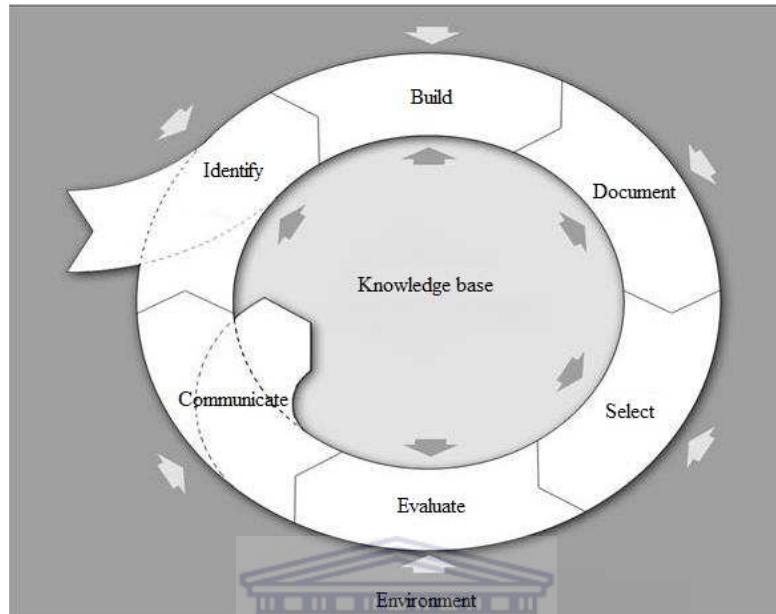 Build
Identify
Document
Knowledge base
Communicate
Select
Evaluate
Environment